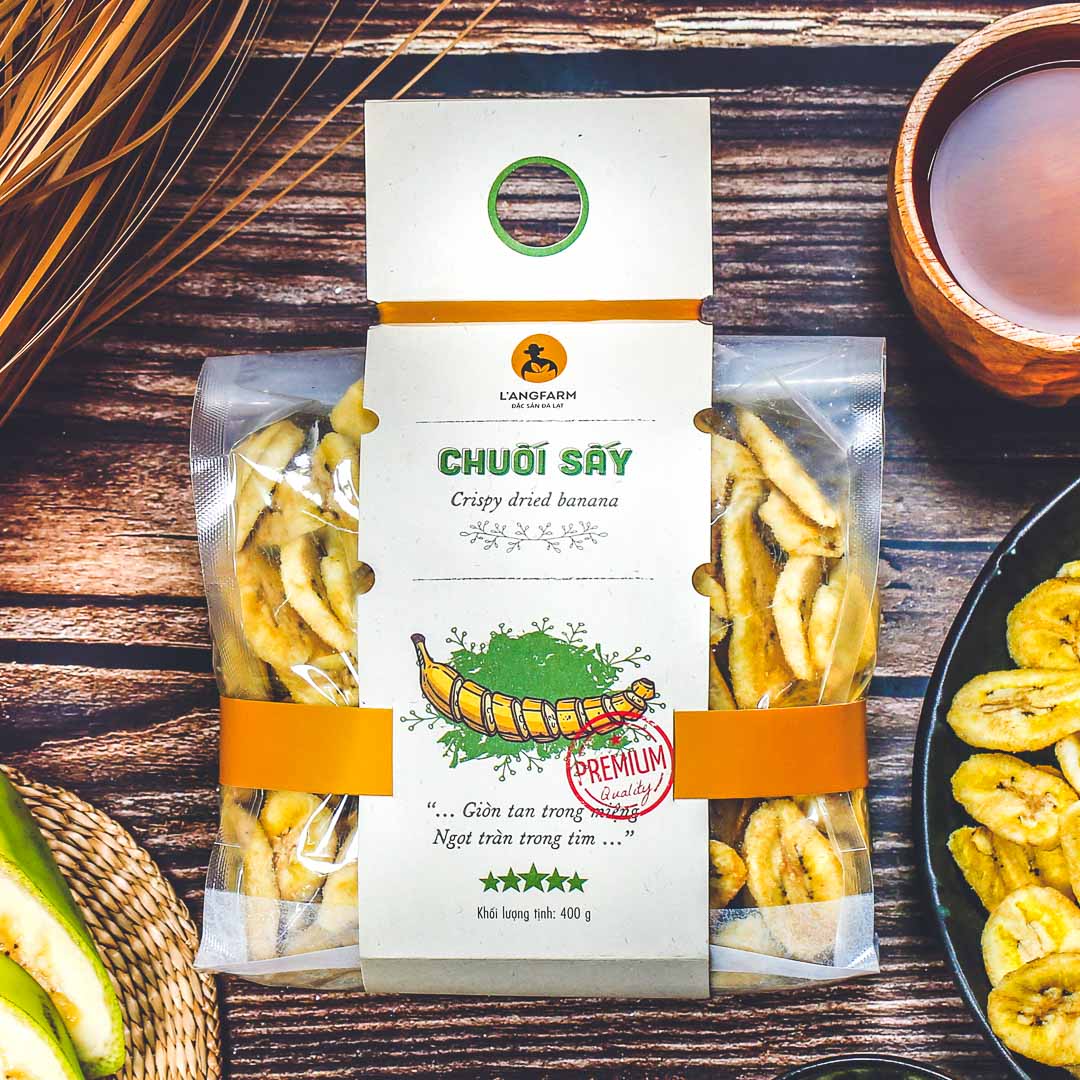 L'ANGFARM
ĐẶC SẢN ĐÀ LẠT
CHUỐI SẤY
Crispy dried banana
PREMIUM
Quality
“... Giòn tan trong miệng
Ngọt tràn trong tim ...”
Khối lượng tịnh: 400 g